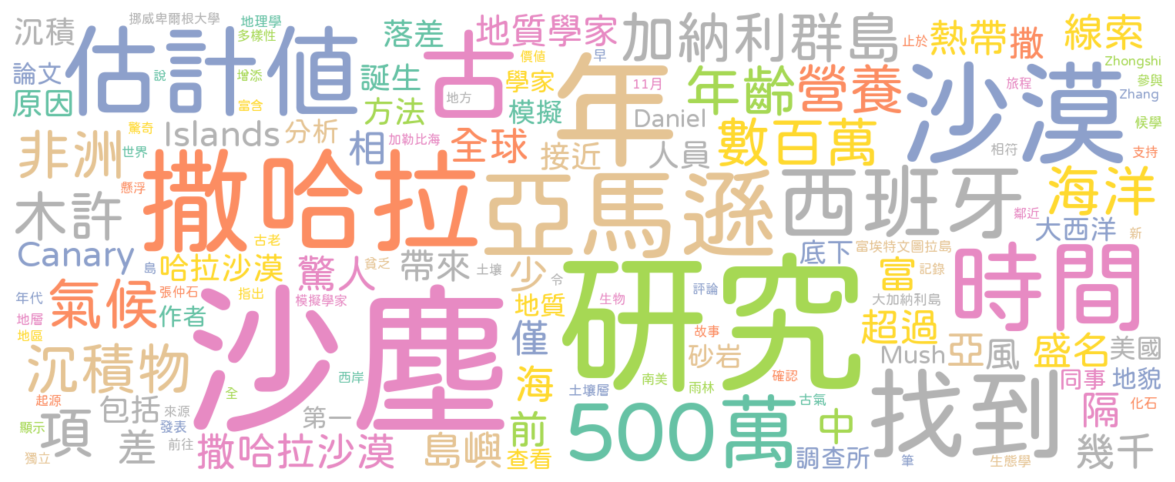 沉積
挪威卑爾根大學
地理學
多樣性
落差
地質學家
價值
早
加納利群島
止於
熱帶
撒
線索
論文
估計值
說
增添
富含
誕生
古
學家
年
11月
年齡
營養
沙漠
旅程
Zhongshi
參與
Zhang
原因
方法
地方
模擬
Daniel
候學
非洲
驚奇
世界
Islands
分析
相
加勒比海
全球
接近
人員
數百萬
相符
支持
懸浮
撒哈拉
亞馬遜
西班牙
海洋
木許
鄰近
大西洋
新
Canary
島
古老
哈拉沙漠
貧乏
驚人
帶來
土壤
少
令
底下
富埃特文圖拉島
富
記錄
時間
年代
氣候
張仲石
指出
模擬學家
地質
生物
研究
評論
大加納利島
地層
作者
沙塵
僅
故事
超過
地區
砂岩
Mush
亞
風
盛名
美國
沉積物
西岸
海
南美
雨林
確認
找到
同事
地貌
起源
包括
來源
全
土壤層
古氣
隔
化石
顯示
項
發表
第一
500萬
中
獨立
差
前往
撒哈拉沙漠
島嶼
前
查看
調查所
筆
生態學
幾千